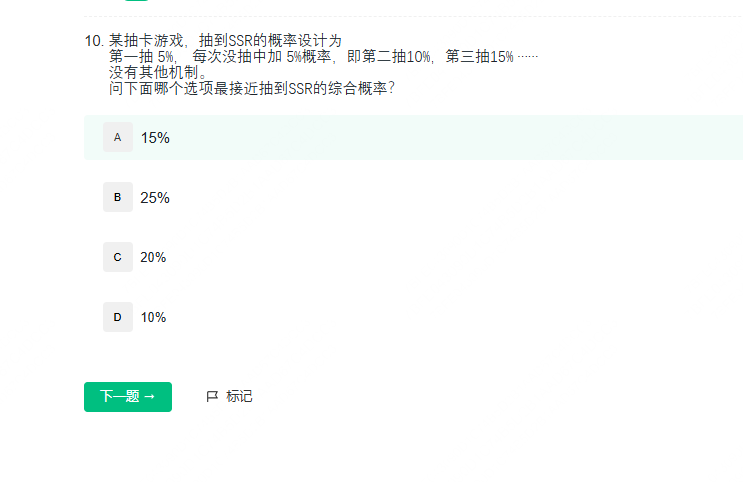 10. 某抽卡游戏，抽到SSR的概率设计为
第一抽 5%， 每次没抽中加 5%概率，即第二抽10%，第三抽15% ······
没有其他机制。
问下面哪个选项最接近抽到SSR的综合概率？
A 15%
B 25%
C 20%
D 10%
下一题 → 标记